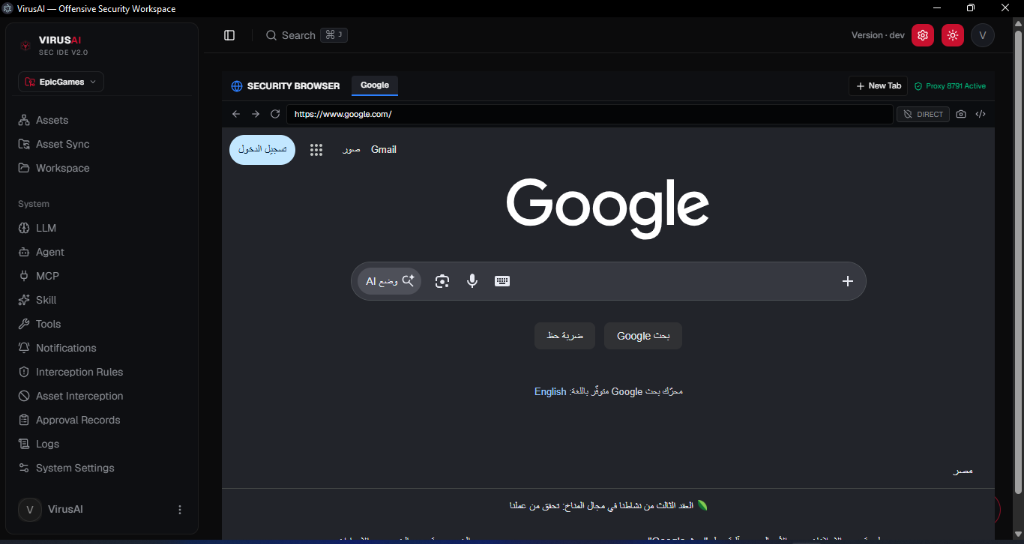 VirusAI — Offensive Security Workspace
VIRUSAI
SEC IDE V2.0
Search ⌘ J
Version · dev
V
EpicGames
SECURITY BROWSER
Google
+ New Tab
Proxy 8791 Active
https://www.google.com/
DIRECT
Assets
Asset Sync
Workspace
System
LLM
Agent
MCP
Skill
Tools
Notifications
Interception Rules
Asset Interception
Approval Records
Logs
System Settings
V VirusAI
تسجيل الدخول
صور
Gmail
Google
وضع AI
بحث Google
ضربة حظ
محرّك بحث Google متوفّر باللغة: English
مصر
العقد الثالث من نشاطنا في مجال المناخ: تحقق من عملنا